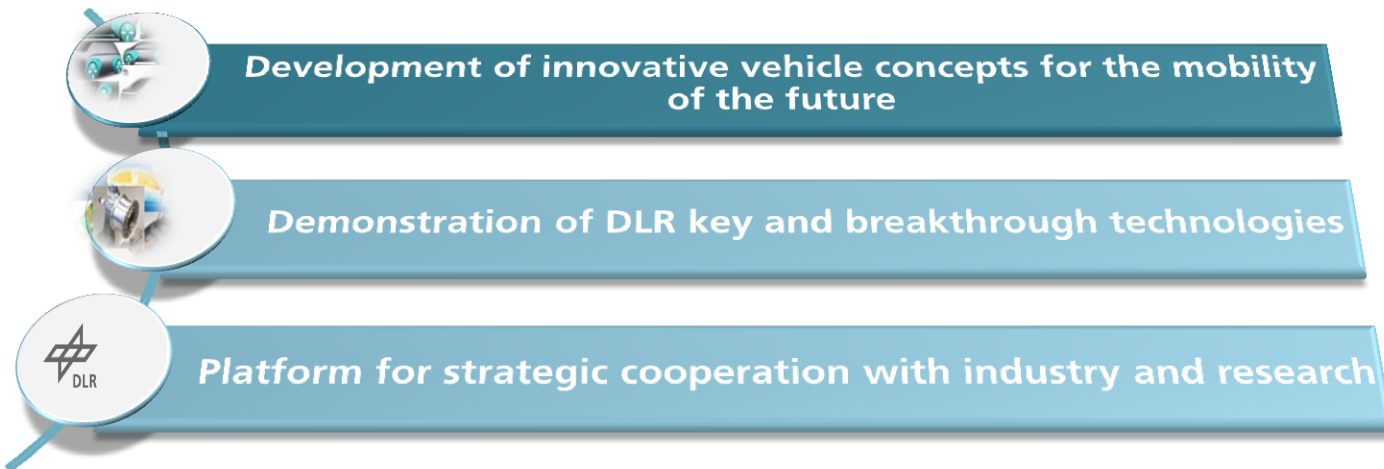 Development of innovative vehicle concepts for the mobility
of the future
Demonstration of DLR key and breakthrough technologies
DLR
Platform for strategic cooperation with industry and research